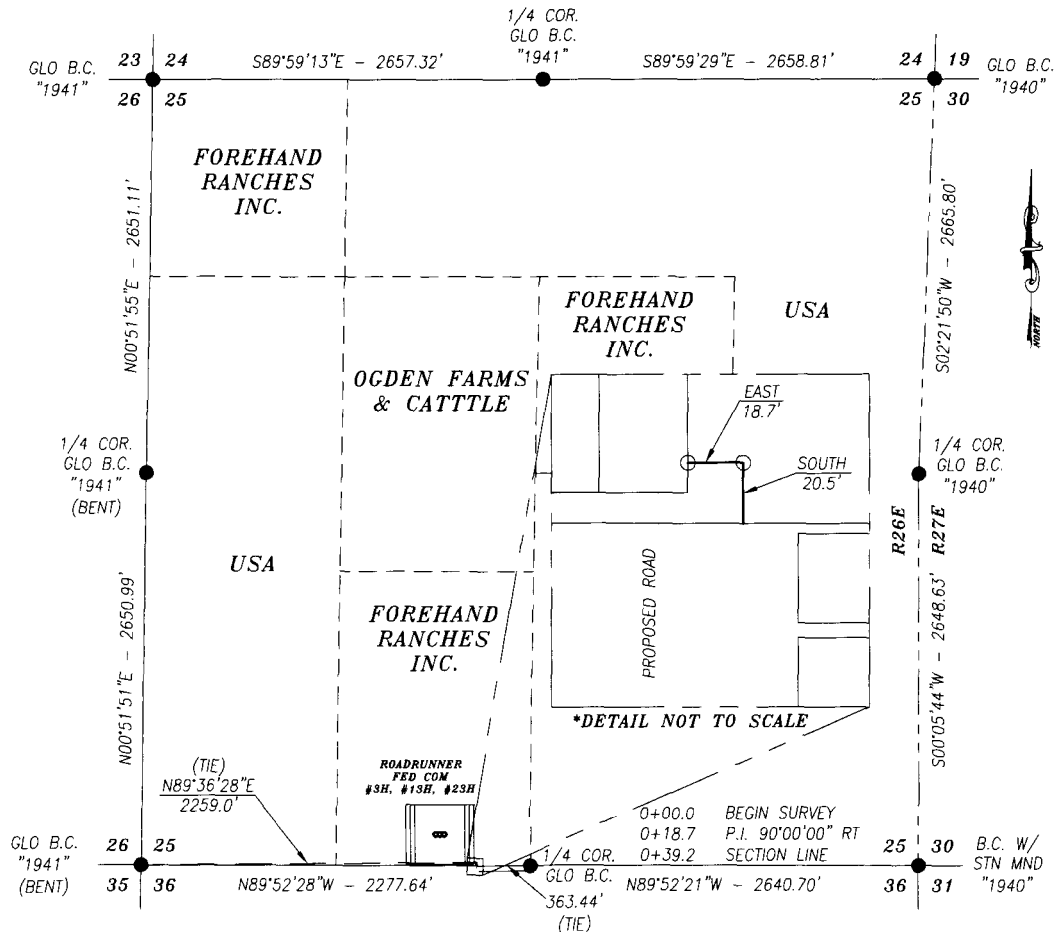 1/4 COR.
GLO B.C.
"1941"
23 24
S89°59'13"E - 2657.32'
S89°59'29"E - 2658.81'
24 19
GLO B.C.
"1941"
GLO B.C.
"1940"
26 25
25 30
FOREHAND
RANCHES
INC.
N00°51'55"E - 2651.11'
S02°21'50"W - 2665.80'
NORTH
FOREHAND
RANCHES
INC.
USA
OGDEN FARMS
& CATTTLE
EAST
18.7'
SOUTH
20.5'
1/4 COR.
GLO B.C.
"1941"
(BENT)
1/4 COR.
GLO B.C.
"1940"
R26E
R27E
USA
PROPOSED ROAD
FOREHAND
RANCHES
INC.
N00°51'51"E - 2650.99'
S00°05'44"W - 2648.63'
*DETAIL NOT TO SCALE
(TIE)
N89°36'28"E
2259.0'
ROADRUNNER
FED COM
#3H, #13H, #23H
0+00.0 BEGIN SURVEY
0+18.7 P.I. 90°00'00" RT
0+39.2 SECTION LINE
GLO B.C.
"1941"
(BENT)
26 25
35 36
N89°52'28"W - 2277.64'
1/4 COR.
GLO B.C.
363.44'
(TIE)
N89°52'21"W - 2640.70'
25 30
36 31
B.C. W/
STN MND
"1940"